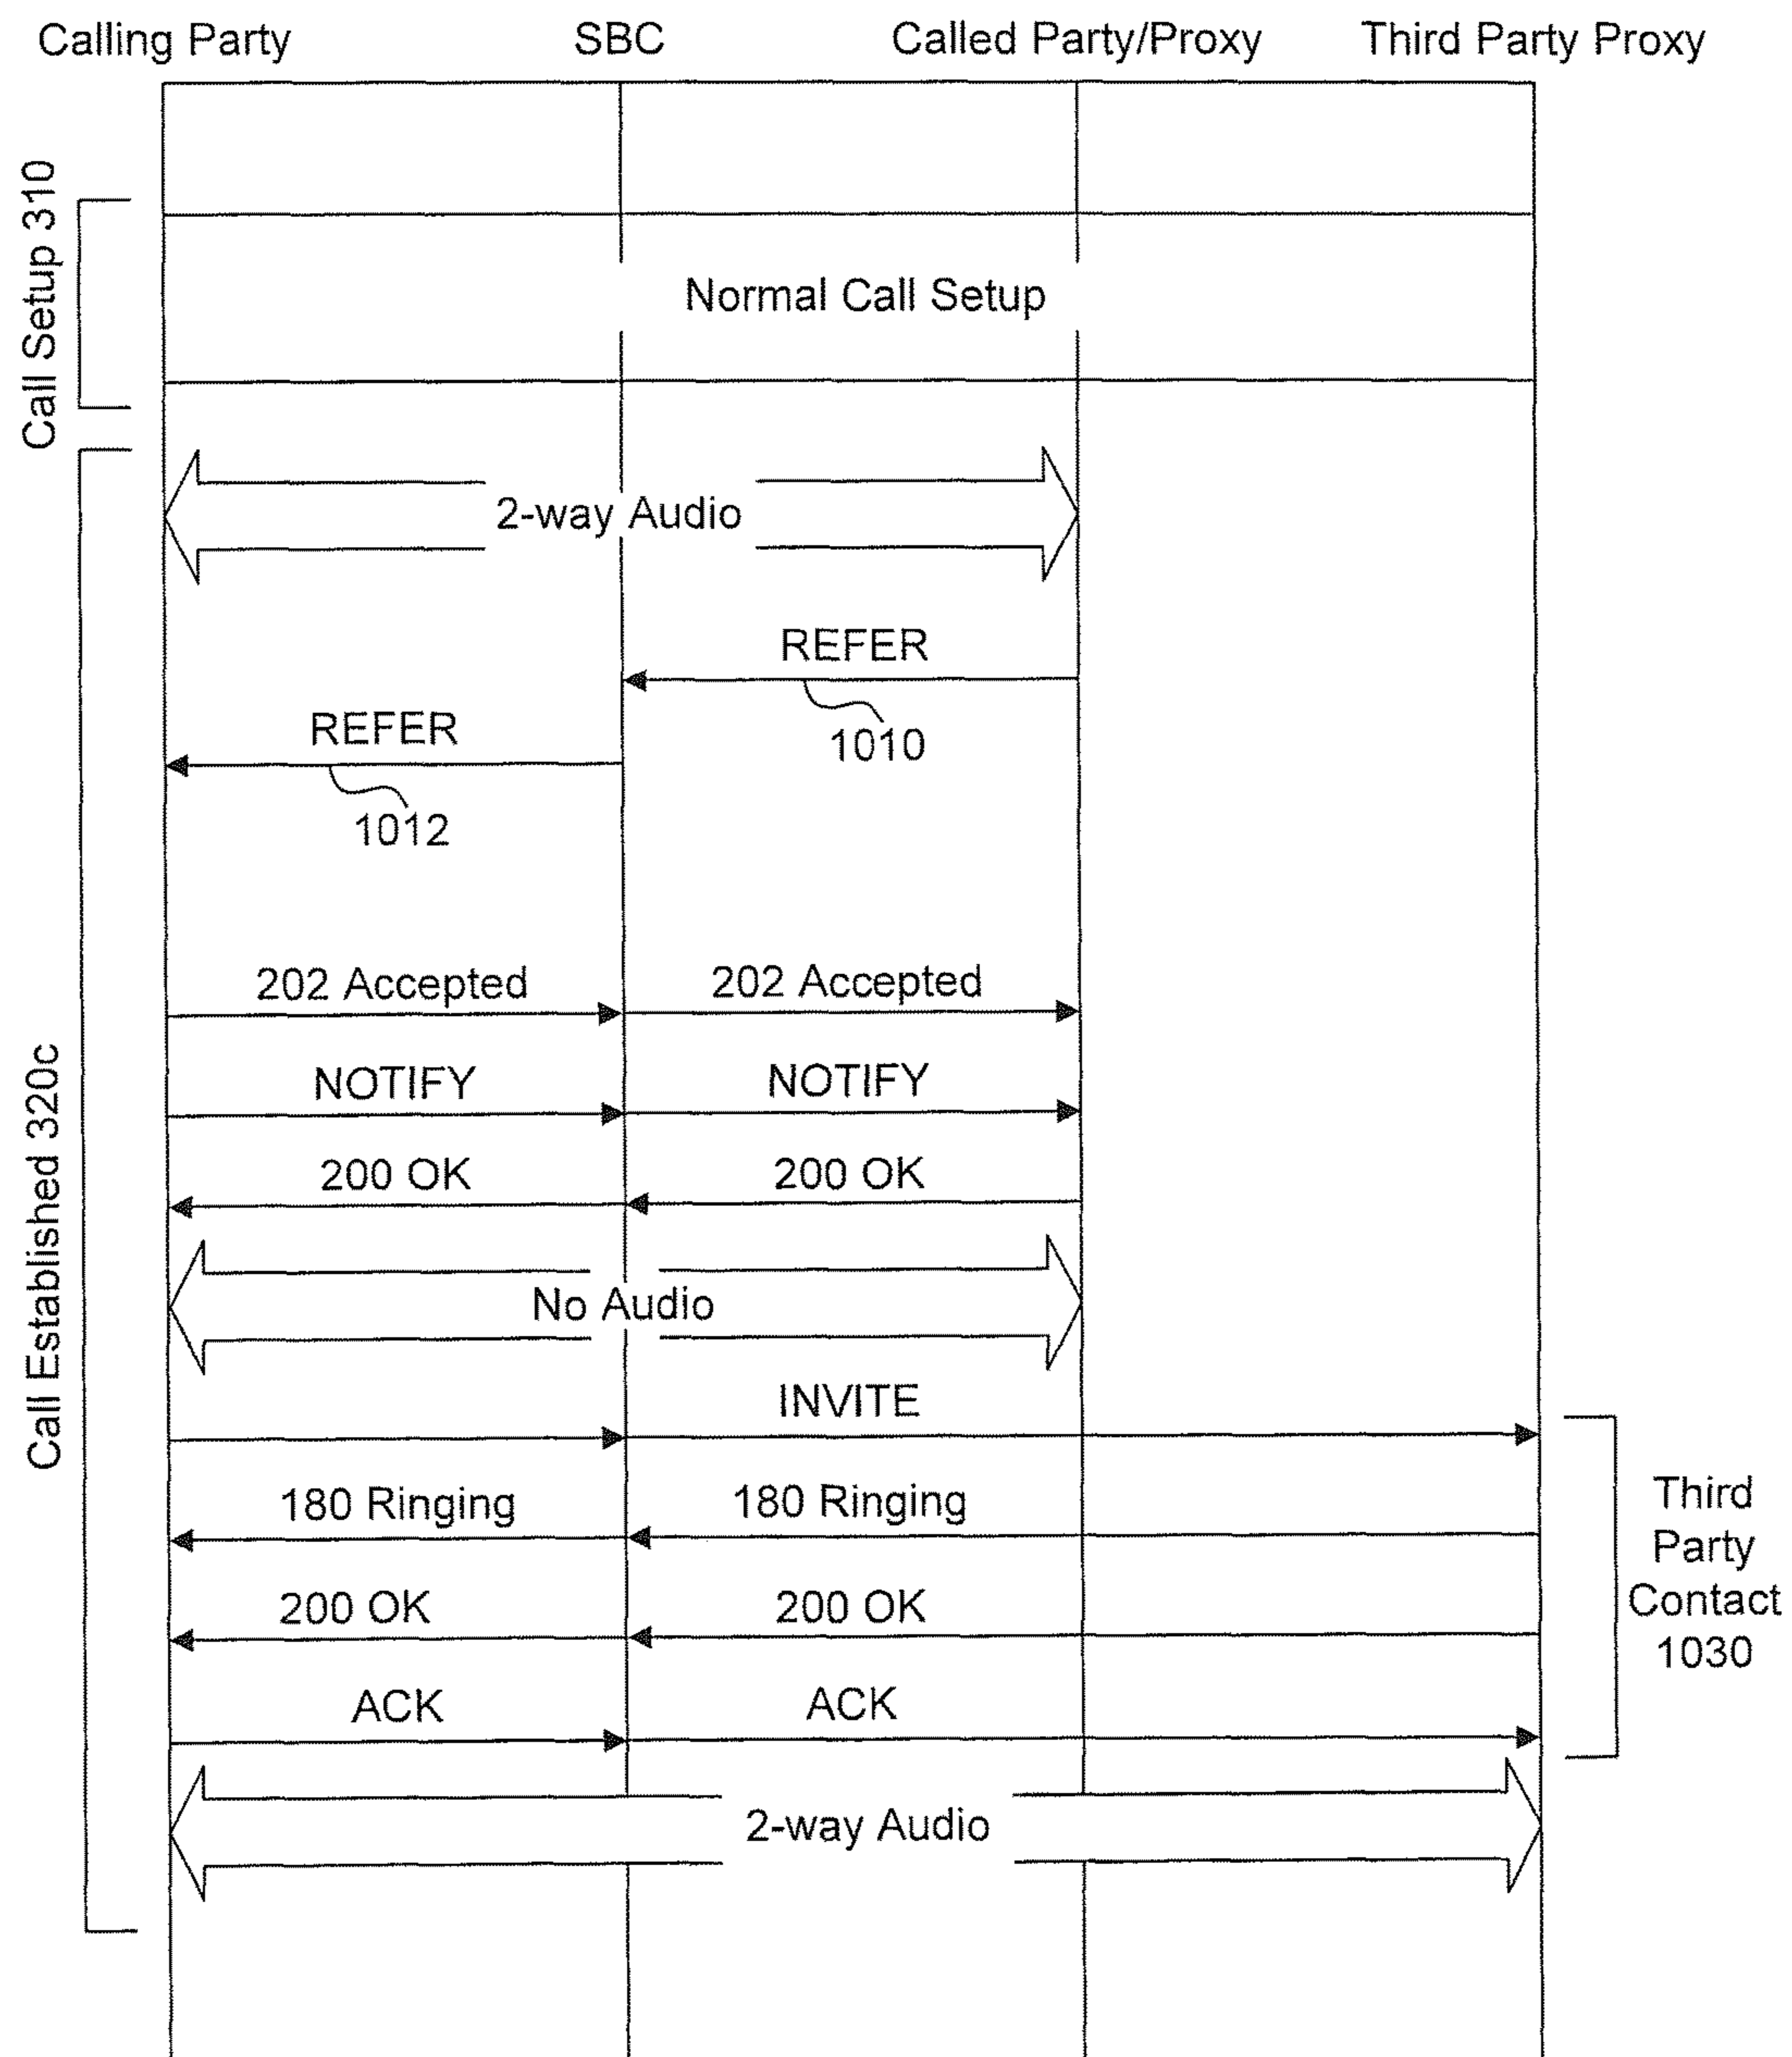 Calling Party
SBC
Called Party/Proxy
Third Party Proxy
Call Setup 310
Normal Call Setup
Call Established 320c
2-way Audio
REFER
1010
REFER
1012
202 Accepted
202 Accepted
NOTIFY
NOTIFY
200 OK
200 OK
No Audio
INVITE
180 Ringing
180 Ringing
200 OK
200 OK
ACK
ACK
Third
Party
Contact
1030
2-way Audio